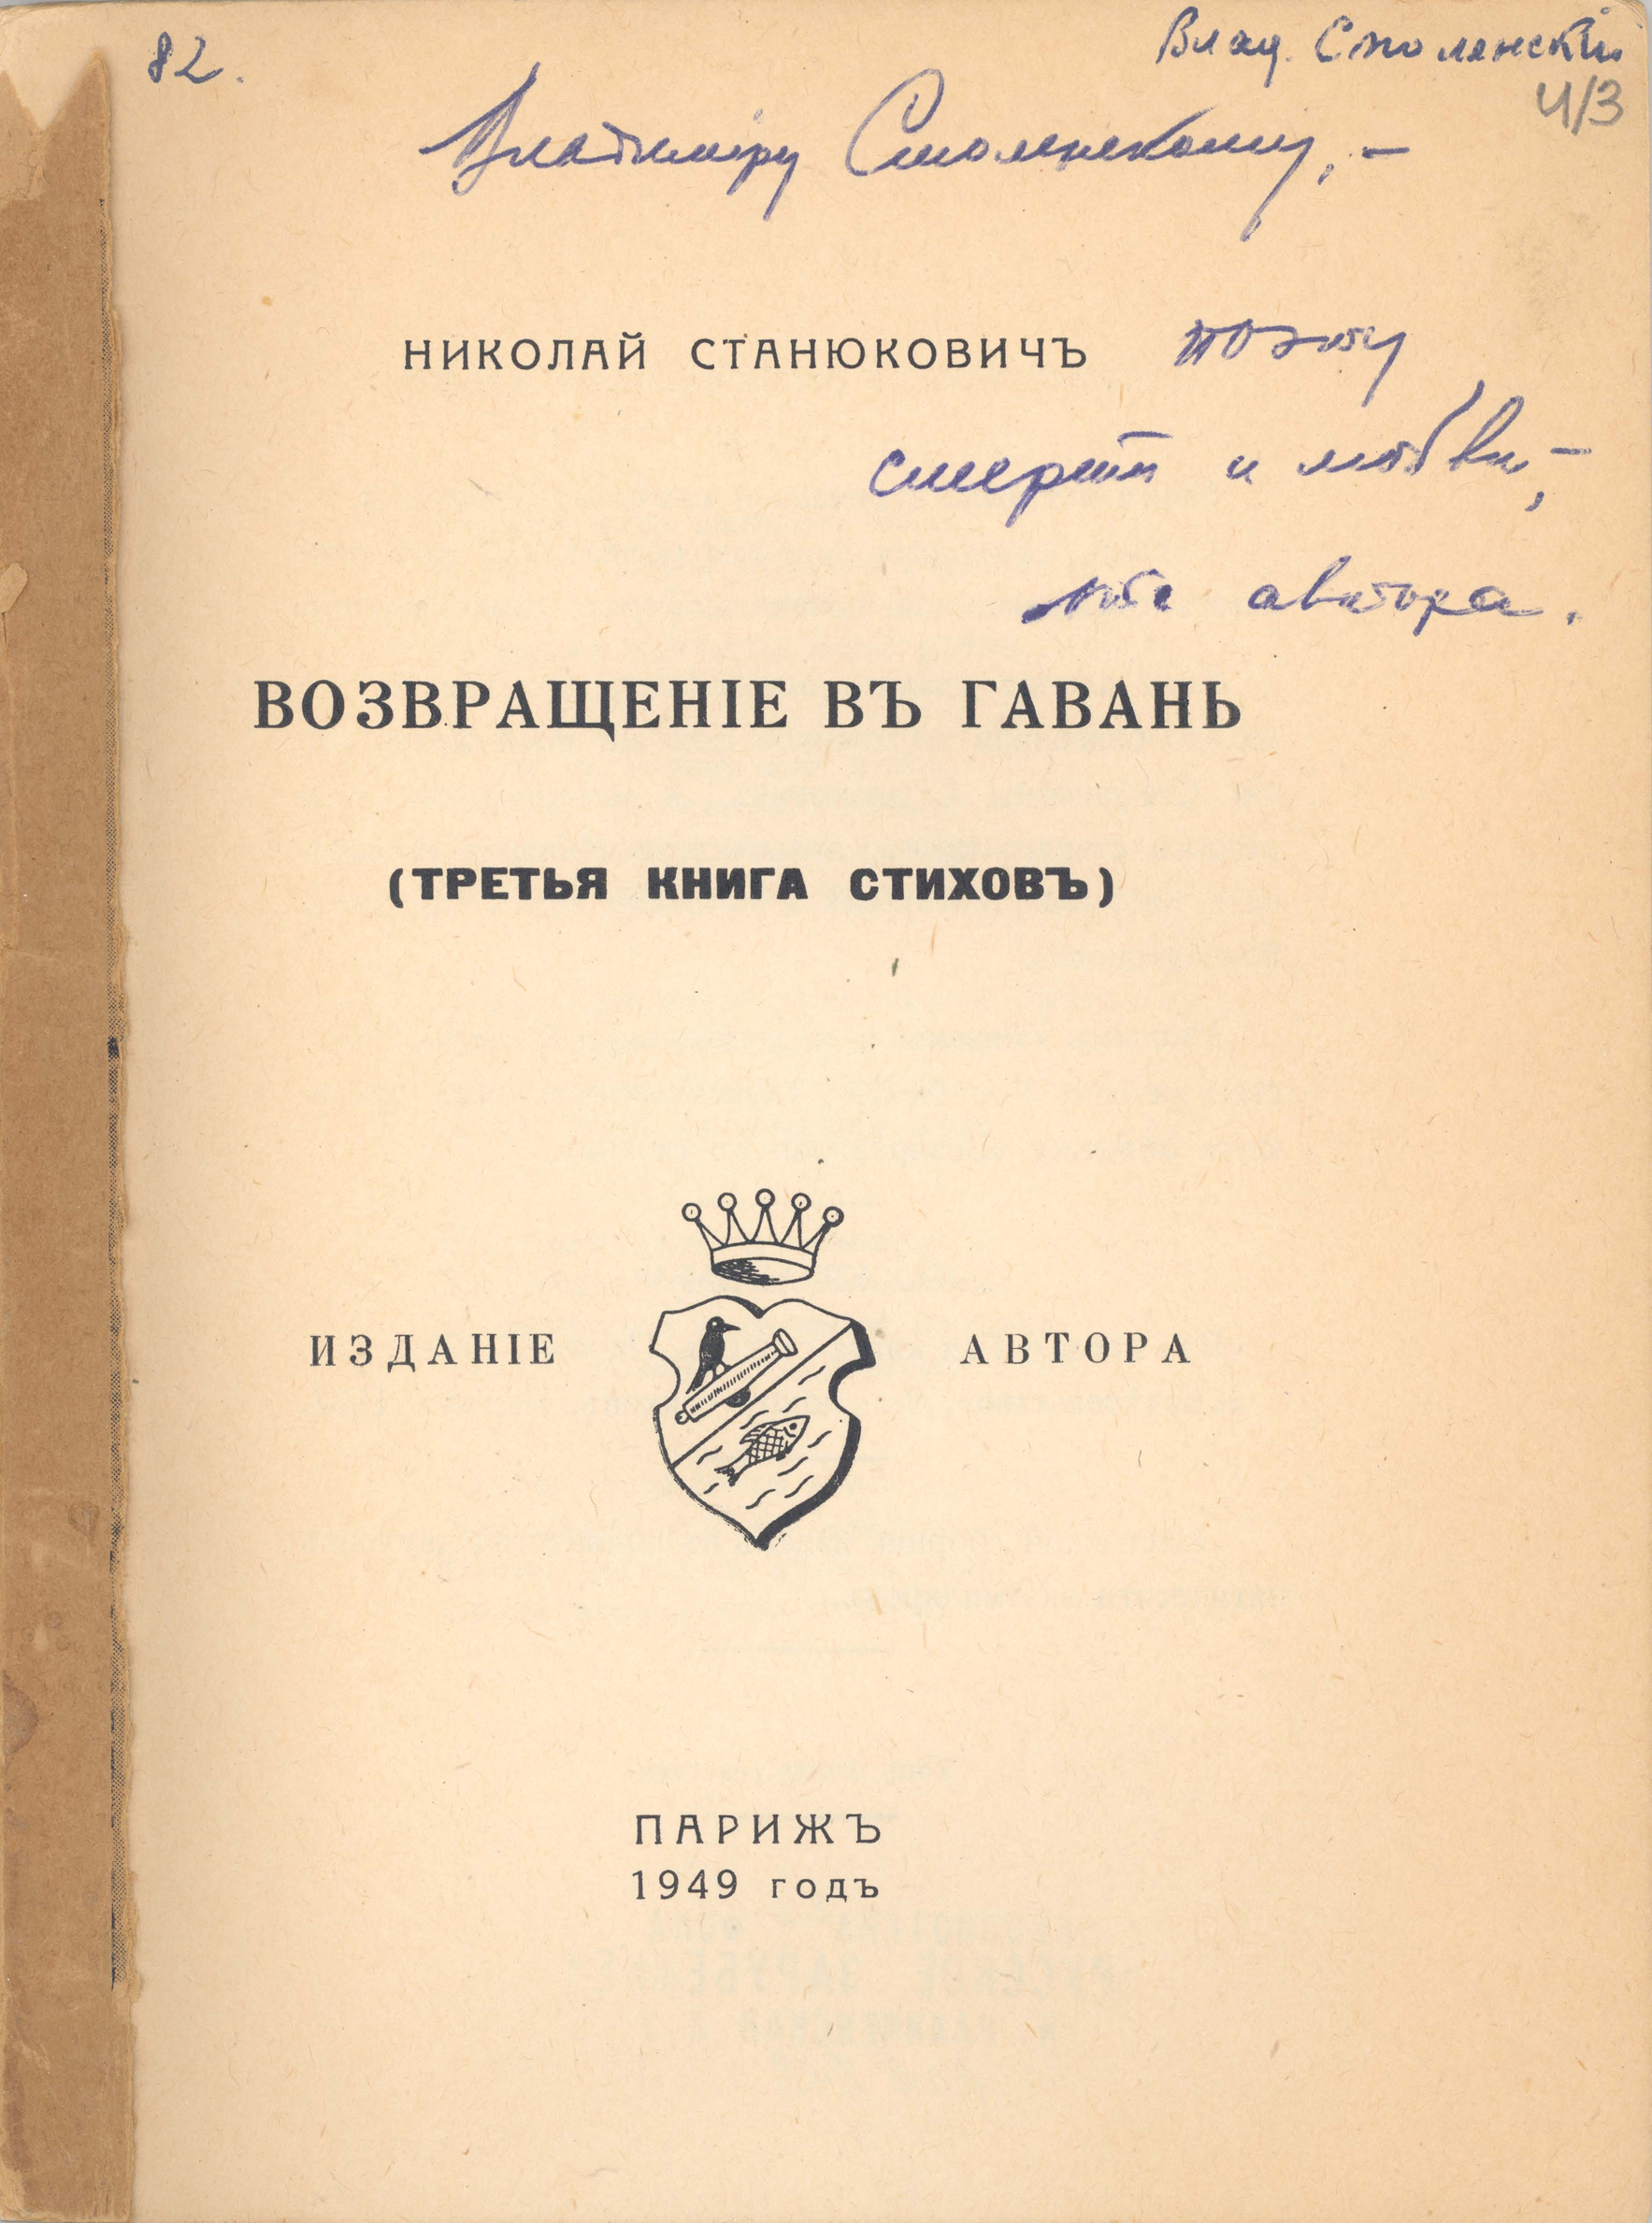 82.
Влад. Смоленскій
4/3
Владиміру Смоленскому, –
НИКОЛАЙ СТАНЮКОВИЧЪ
поэту
смерти и любви, –
отъ автора.
ВОЗВРАЩЕНІЕ ВЪ ГАВАНЬ
(ТРЕТЬЯ КНИГА СТИХОВЪ)
ИЗДАНІЕ АВТОРА
ПАРИЖЪ
1949 годъ